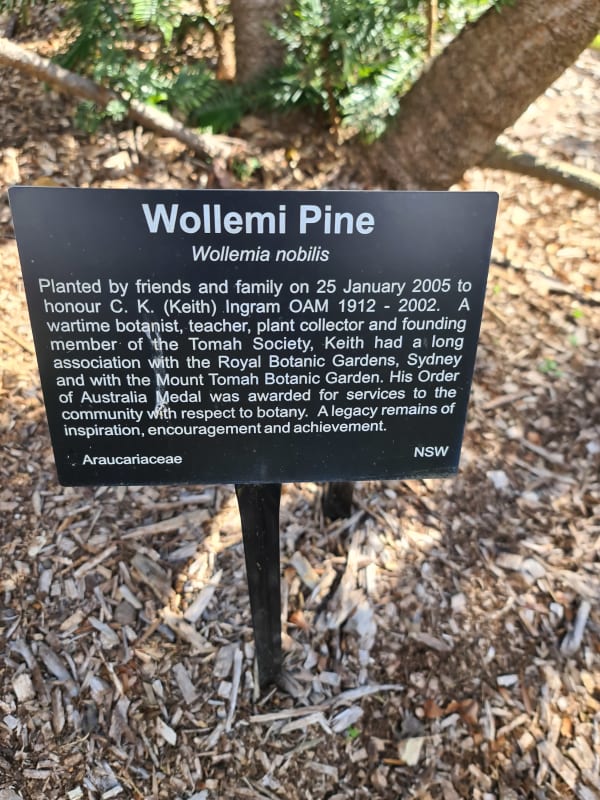 Wollemi Pine
Wollemia nobilis
Planted by friends and family on 25 January 2005 to
honour C. K. (Keith) Ingram OAM 1912 - 2002. A
wartime botanist, teacher, plant collector and founding
member of the Tomah Society, Keith had a long
association with the Royal Botanic Gardens, Sydney
and with the Mount Tomah Botanic Garden. His Order
of Australia Medal was awarded for services to the
community with respect to botany. A legacy remains of
inspiration, encouragement and achievement.
Araucariaceae NSW